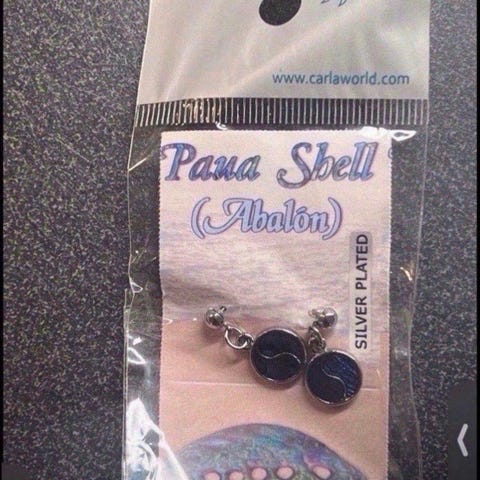 www.carlaworld.com
Paua Shell
(Abalón)
SILVER PLATED